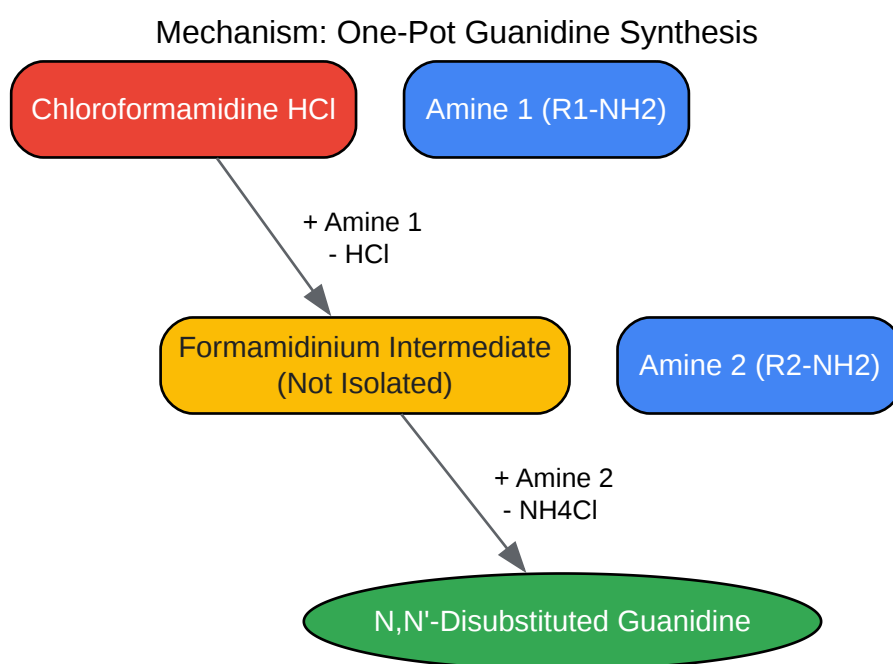 Mechanism: One-Pot Guanidine Synthesis
Chloroformamidine HCl
Amine 1 (R1-NH2)
+ Amine 1
- HCl
Formamidinium Intermediate
(Not Isolated)
Amine 2 (R2-NH2)
+ Amine 2
- NH4Cl
N,N'-Disubstituted Guanidine